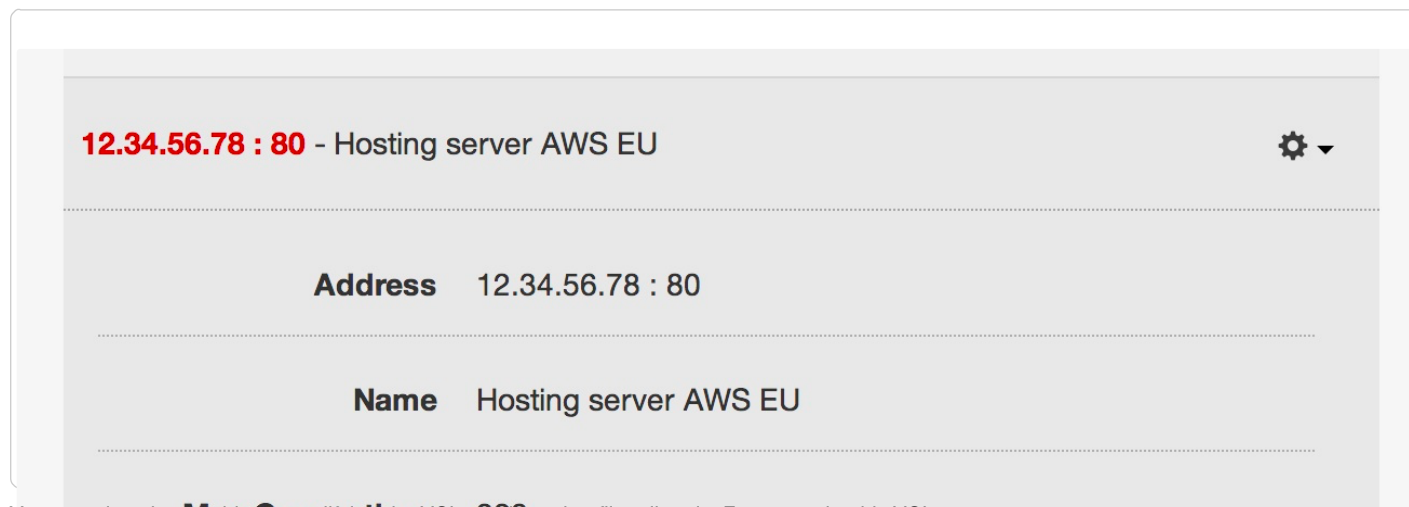 12.34.56.78 : 80 - Hosting server AWS EU
Address 12.34.56.78 : 80
Name Hosting server AWS EU